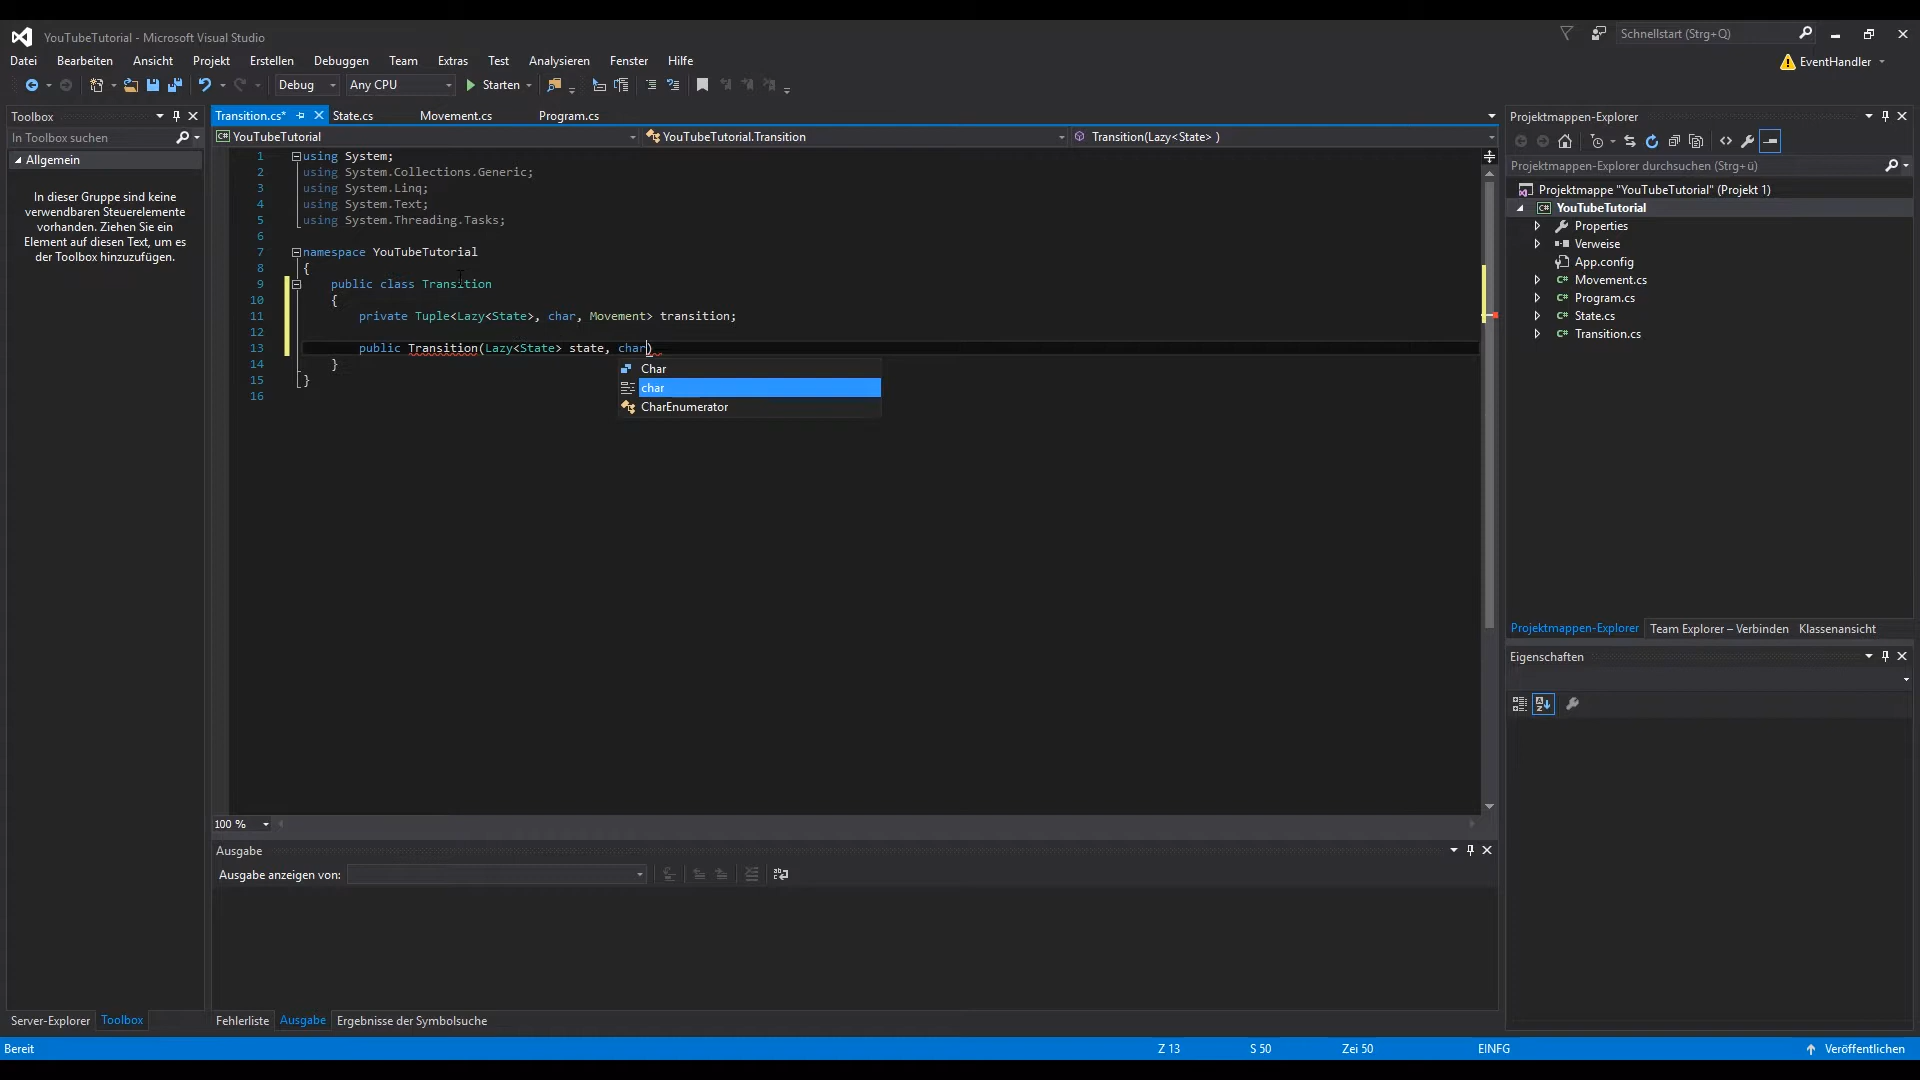 YouTubeTutorial - Microsoft Visual Studio
Schnellstart (Strg+Q)
Datei Bearbeiten Ansicht Projekt Erstellen Debuggen Team Extras Test Analysieren Fenster Hilfe
EventHandler
Debug Any CPU Starten
Toolbox
In Toolbox suchen
Allgemein
In dieser Gruppe sind keine
verwendbaren Steuerelemente
vorhanden. Ziehen Sie ein
Element auf diesen Text, um es
der Toolbox hinzuzufügen.
Transition.cs* State.cs Movement.cs Program.cs
YouTubeTutorial YouTubeTutorial.Transition Transition(Lazy<State> )
1 using System;
2 using System.Collections.Generic;
3 using System.Linq;
4 using System.Text;
5 using System.Threading.Tasks;
6
7 namespace YouTubeTutorial
8 {
9 public class Transition
10 {
11 private Tuple<Lazy<State>, char, Movement> transition;
12
13 public Transition(Lazy<State> state, char)
14 }
15 }
16
Char
char
CharEnumerator
100 %
Ausgabe
Ausgabe anzeigen von:
Server-Explorer Toolbox
Fehlerliste Ausgabe Ergebnisse der Symbolsuche
Projektmappen-Explorer
Projektmappen-Explorer durchsuchen (Strg+ü)
Projektmappe "YouTubeTutorial" (Projekt 1)
YouTubeTutorial
Properties
Verweise
App.config
Movement.cs
Program.cs
State.cs
Transition.cs
Projektmappen-Explorer Team Explorer – Verbinden Klassenansicht
Eigenschaften
Bereit Z 13 S 50 Zei 50 EINFG Veröffentlichen